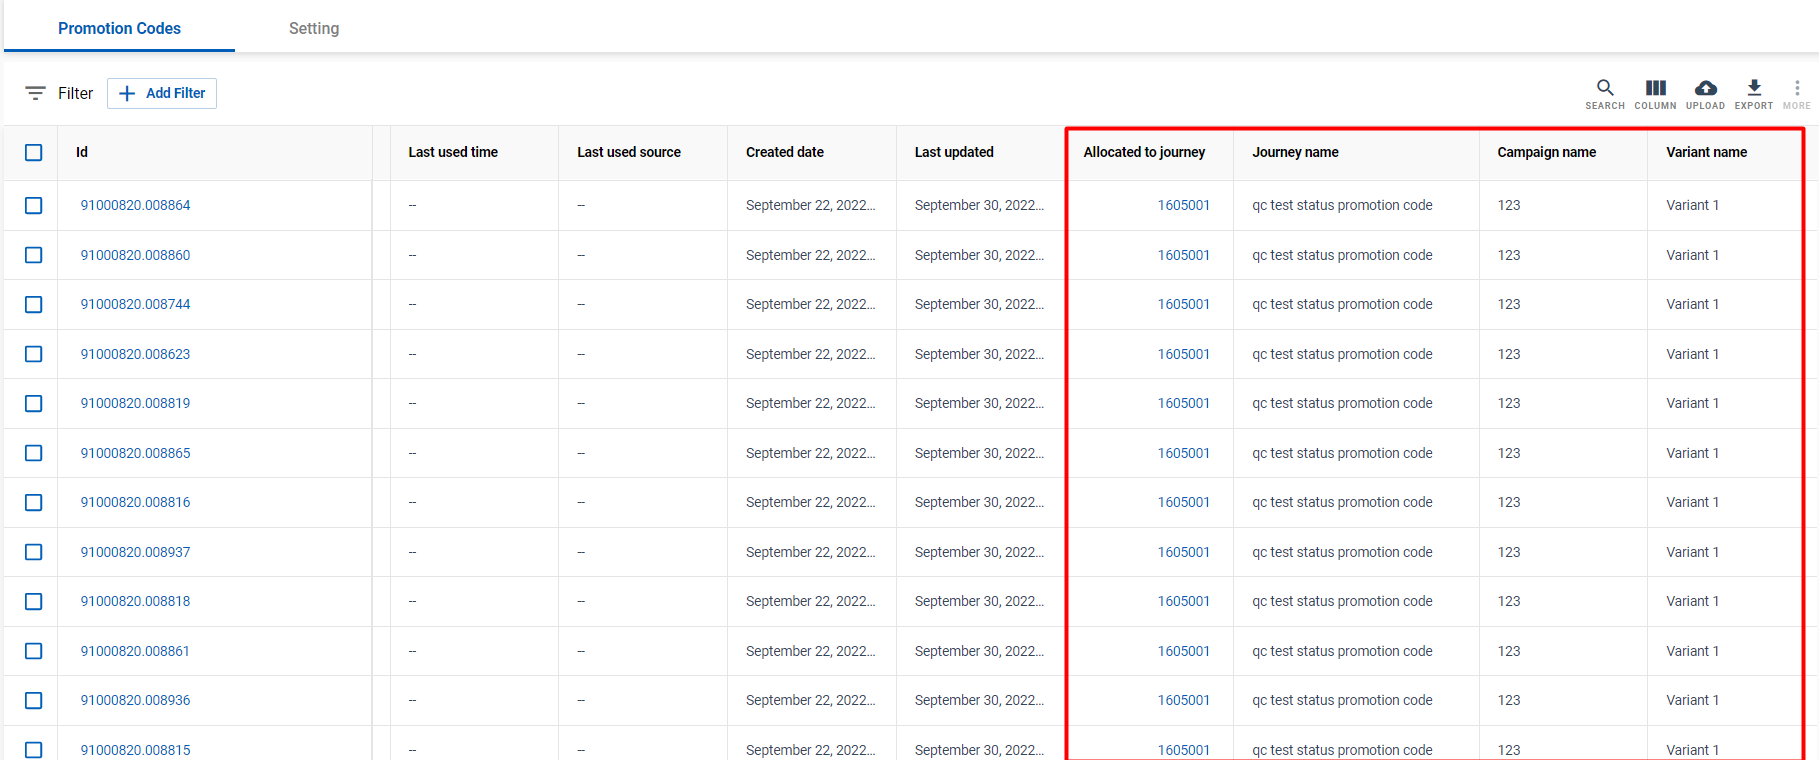 Promotion Codes Setting
Filter Add Filter SEARCH COLUMN UPLOAD EXPORT MORE
Id Last used time Last used source Created date Last updated Allocated to journey Journey name Campaign name Variant name
91000820.008864 -- -- September 22, 2022... September 30, 2022... 1605001 qc test status promotion code 123 Variant 1
91000820.008860 -- -- September 22, 2022... September 30, 2022... 1605001 qc test status promotion code 123 Variant 1
91000820.008744 -- -- September 22, 2022... September 30, 2022... 1605001 qc test status promotion code 123 Variant 1
91000820.008623 -- -- September 22, 2022... September 30, 2022... 1605001 qc test status promotion code 123 Variant 1
91000820.008819 -- -- September 22, 2022... September 30, 2022... 1605001 qc test status promotion code 123 Variant 1
91000820.008865 -- -- September 22, 2022... September 30, 2022... 1605001 qc test status promotion code 123 Variant 1
91000820.008816 -- -- September 22, 2022... September 30, 2022... 1605001 qc test status promotion code 123 Variant 1
91000820.008937 -- -- September 22, 2022... September 30, 2022... 1605001 qc test status promotion code 123 Variant 1
91000820.008818 -- -- September 22, 2022... September 30, 2022... 1605001 qc test status promotion code 123 Variant 1
91000820.008861 -- -- September 22, 2022... September 30, 2022... 1605001 qc test status promotion code 123 Variant 1
91000820.008936 -- -- September 22, 2022... September 30, 2022... 1605001 qc test status promotion code 123 Variant 1
91000820.008815 -- -- September 22, 2022... September 30, 2022... 1605001 qc test status promotion code 123 Variant 1